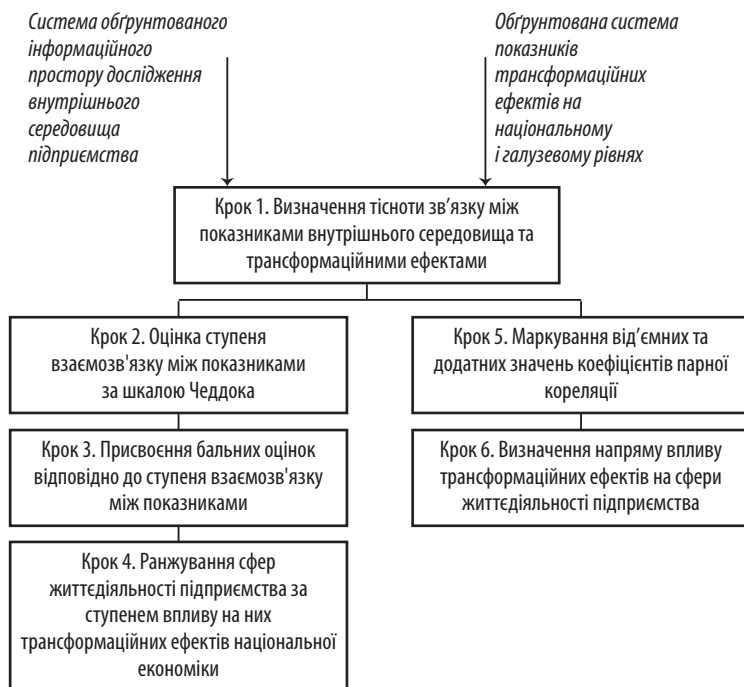 Система обґрунтованого
інформаційного
простору дослідження
внутрішнього
середовища
підприємства
Обґрунтована система
показників
трансформаційних
ефектів на
національному
і галузевому рівнях
Крок 1. Визначення тісноти зв’язку між
показниками внутрішнього середовища та
трансформаційними ефектами
Крок 2. Оцінка ступеня
взаємозв'язку між показниками
за шкалою Чеддока
Крок 3. Присвоєння бальних оцінок
відповідно до ступеня взаємозв'язку
між показниками
Крок 4. Ранжування сфер
життєдіяльності підприємства за
ступенем впливу на них
трансформаційних ефектів національної
економіки
Крок 5. Маркування від’ємних та
додатних значень коефіцієнтів парної
кореляції
Крок 6. Визначення напряму впливу
трансформаційних ефектів на сфери
життєдіяльності підприємства